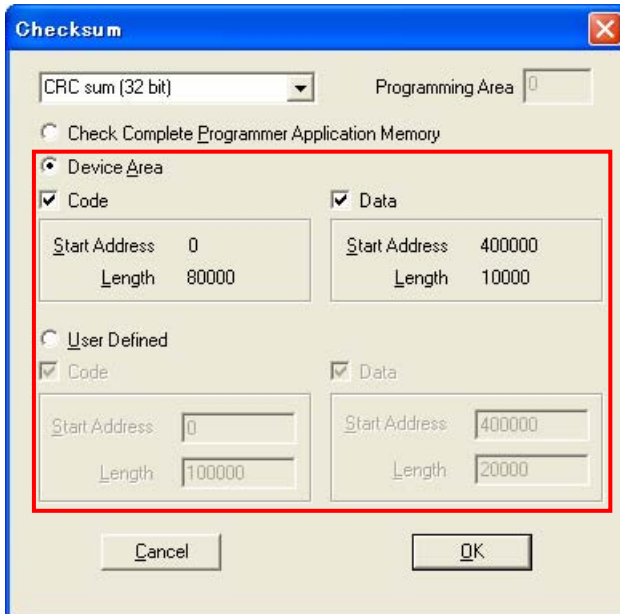 Checksum
CRC sum (32 bit) Programming Area 0
Check Complete Programmer Application Memory
Device Area
Code Data
Start Address 0 Start Address 400000
Length 80000 Length 10000
User Defined
Code Data
Start Address 0 Start Address 400000
Length 100000 Length 20000
Cancel OK